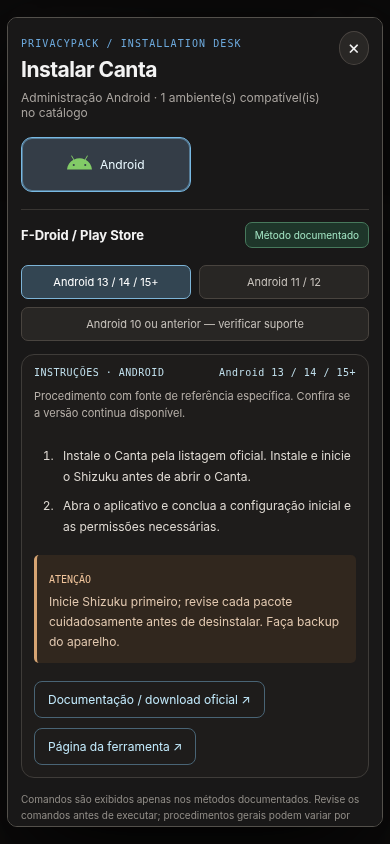 PRIVACYPACK / INSTALLATION DESK
Instalar Canta
Administração Android · 1 ambiente(s) compatível(is)
no catálogo
Android
F-Droid / Play Store
Método documentado
Android 13 / 14 / 15+
Android 11 / 12
Android 10 ou anterior — verificar suporte
INSTRUÇÕES · ANDROID
Android 13 / 14 / 15+
Procedimento com fonte de referência específica. Confira se
a versão continua disponível.
1. Instale o Canta pela listagem oficial. Instale e inicie
o Shizuku antes de abrir o Canta.
2. Abra o aplicativo e conclua a configuração inicial e
as permissões necessárias.
ATENÇÃO
Inicie Shizuku primeiro; revise cada pacote
cuidadosamente antes de desinstalar. Faça backup
do aparelho.
Documentação / download oficial ↗
Página da ferramenta ↗
Comandos são exibidos apenas nos métodos documentados. Revise os
comandos antes de executar; procedimentos gerais podem variar por